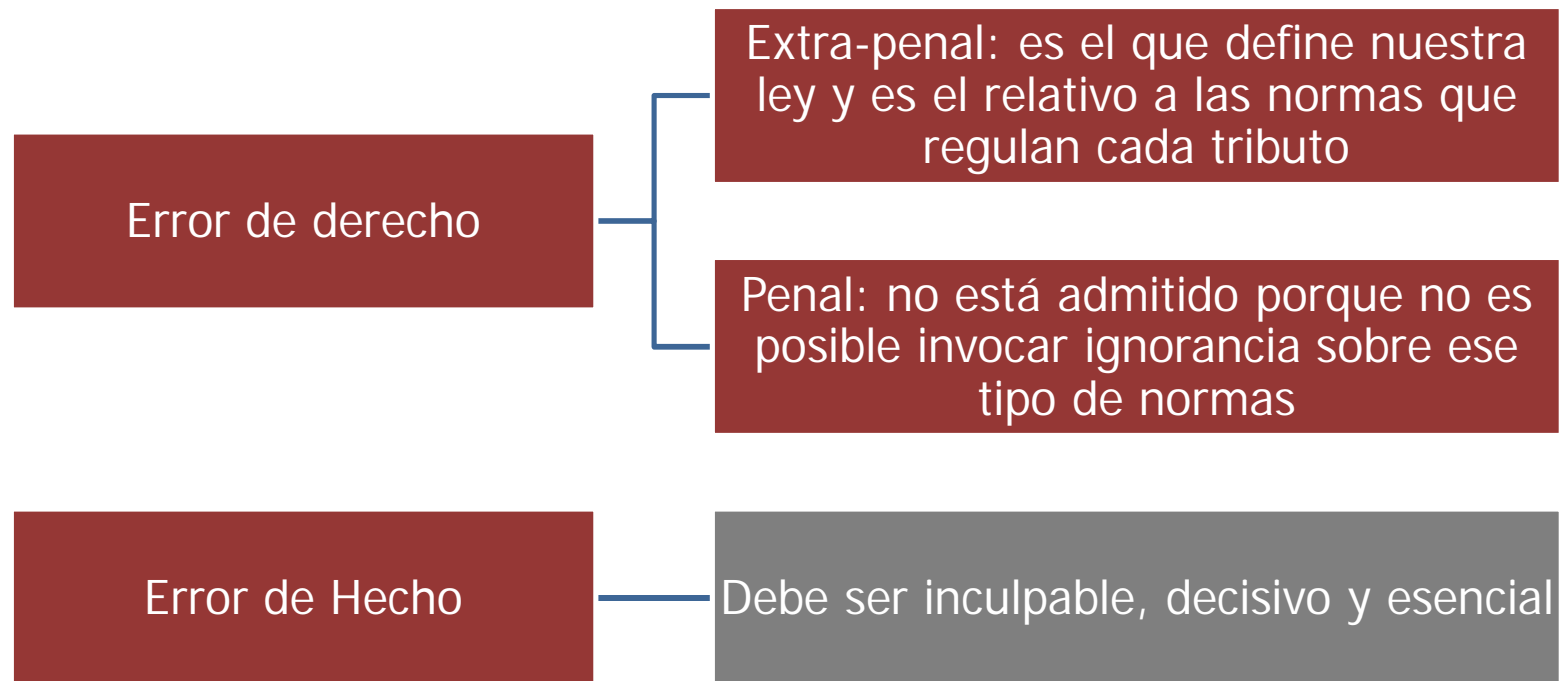 Error de derecho
Extra-penal: es el que define nuestra
ley y es el relativo a las normas que
regulan cada tributo
Penal: no está admitido porque no es
posible invocar ignorancia sobre ese
tipo de normas
Error de Hecho
Debe ser inculpable, decisivo y esencial